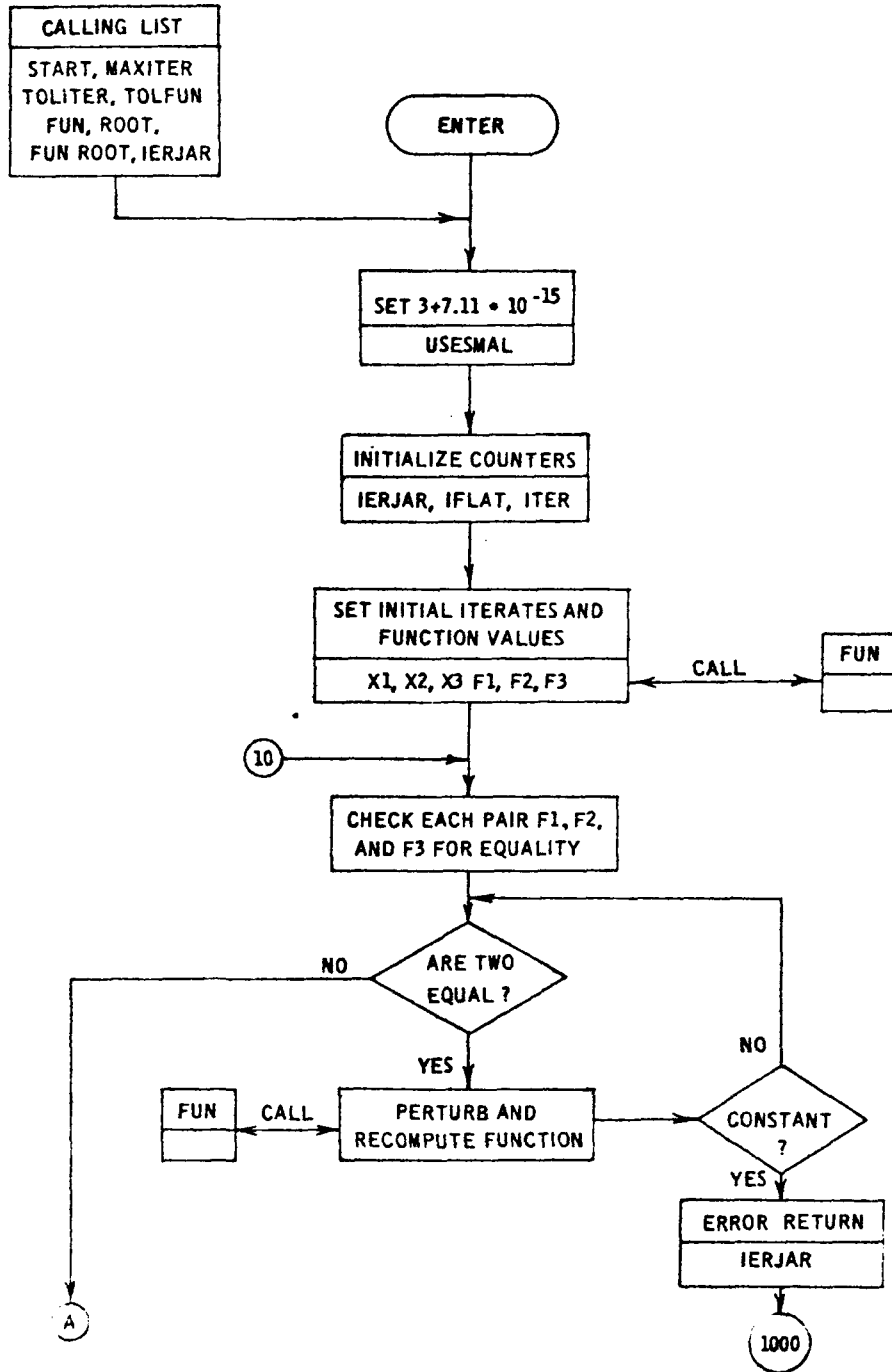 CALLING LIST
START, MAXITER
TOLITER, TOLFUN
FUN, ROOT,
FUN ROOT, IERJAR
ENTER
SET 3+7.11 * 10^-15
USESMAL
INITIALIZE COUNTERS
IERJAR, IFLAT, ITER
SET INITIAL ITERATES AND
FUNCTION VALUES
X1, X2, X3 F1, F2, F3
CALL
FUN
10
CHECK EACH PAIR F1, F2,
AND F3 FOR EQUALITY
NO
ARE TWO
EQUAL ?
YES
NO
FUN
CALL
PERTURB AND
RECOMPUTE FUNCTION
CONSTANT
?
YES
ERROR RETURN
IERJAR
A
1000